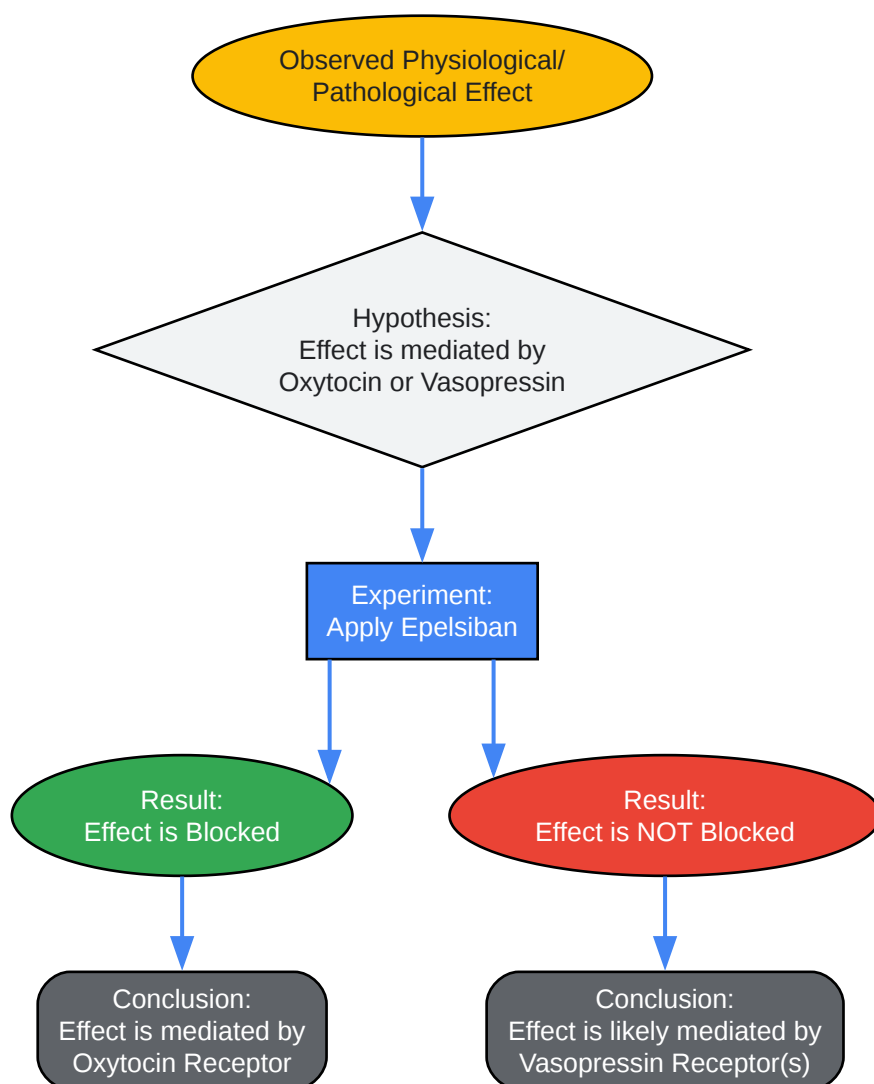 Observed Physiological/
Pathological Effect
Hypothesis:
Effect is mediated by
Oxytocin or Vasopressin
Experiment:
Apply Epelsiban
Result:
Effect is Blocked
Result:
Effect is NOT Blocked
Conclusion:
Effect is mediated by
Oxytocin Receptor
Conclusion:
Effect is likely mediated by
Vasopressin Receptor(s)